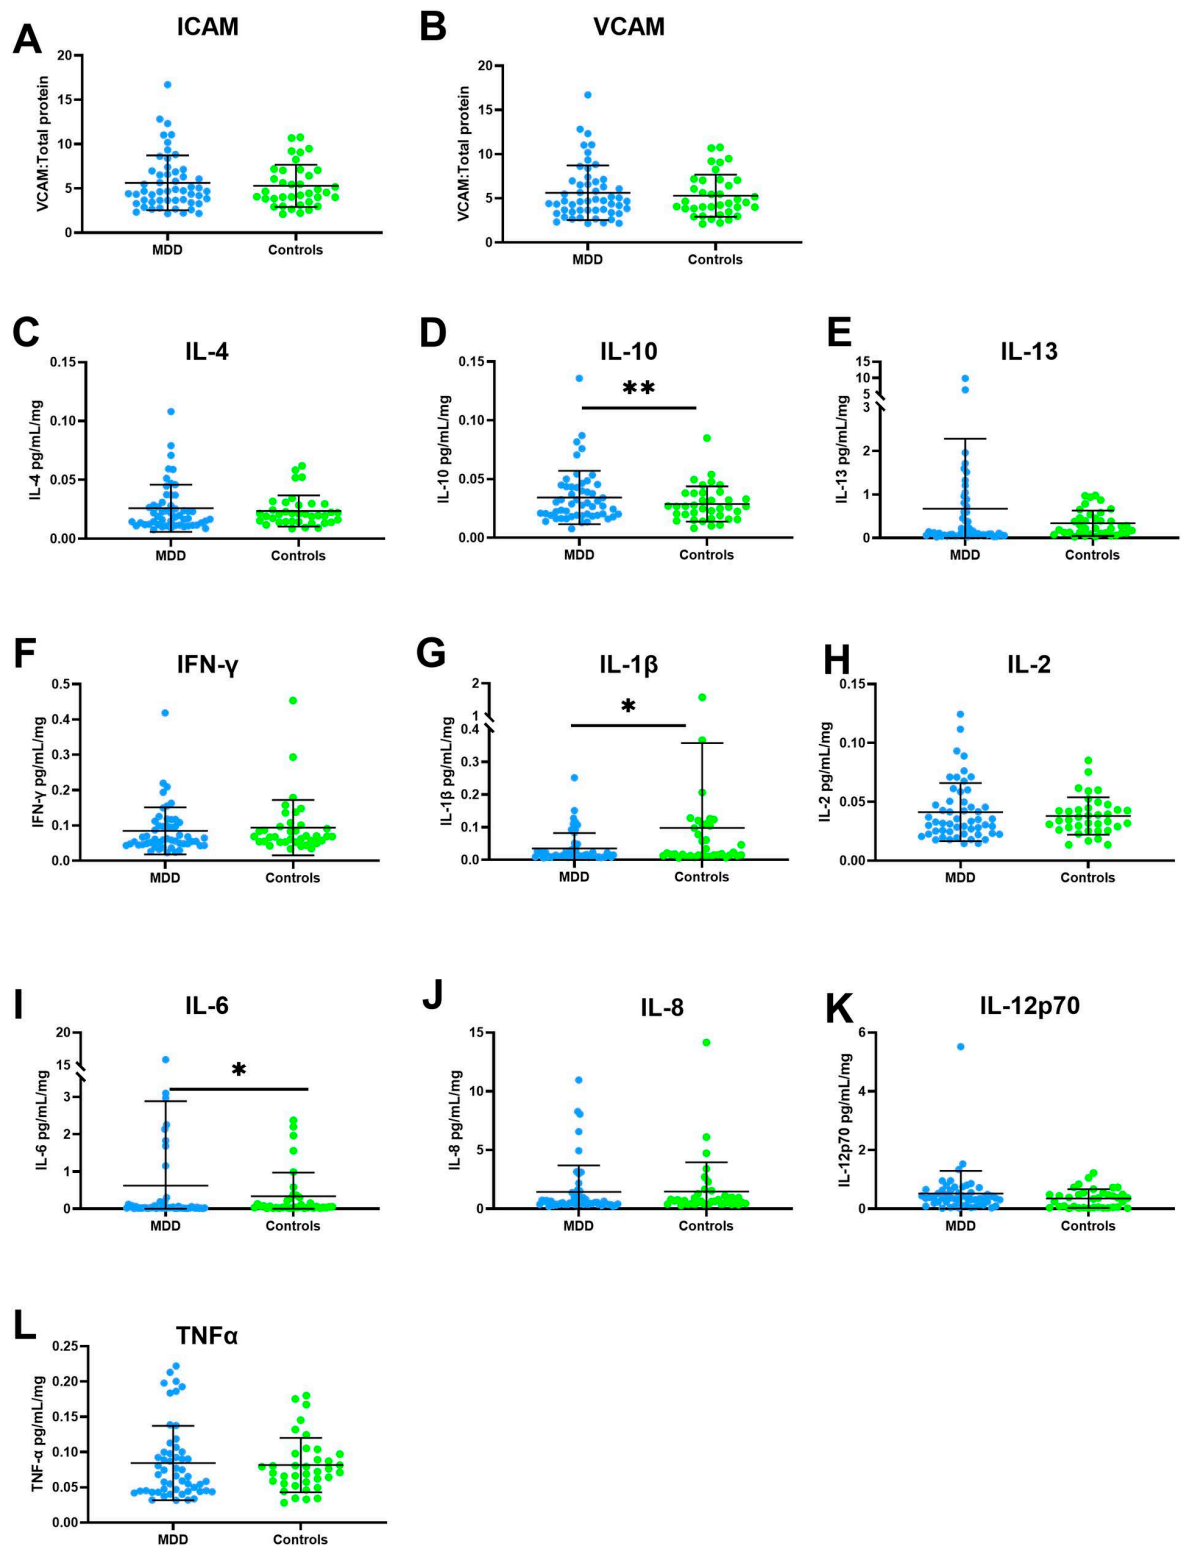 A
ICAM
VCAM:Total protein
20
15
10
5
0
MDD
Controls
B
VCAM
VCAM:Total protein
20
15
10
5
0
MDD
Controls
C
IL-4
IL-4 pg/mL/mg
0.15
0.10
0.05
0.00
MDD
Controls
D
IL-10
IL-10 pg/mL/mg
0.15
0.10
0.05
0.00
**
MDD
Controls
E
IL-13
IL-13 pg/mL/mg
15
10
5
3
2
1
0
MDD
Controls
F
IFN-γ
IFN-γ pg/mL/mg
0.5
0.4
0.3
0.2
0.1
0.0
MDD
Controls
G
IL-1β
IL-1β pg/mL/mg
2
1
0.4
0.3
0.2
0.1
0.0
*
MDD
Controls
H
IL-2
IL-2 pg/mL/mg
0.15
0.10
0.05
0.00
MDD
Controls
I
IL-6
IL-6 pg/mL/mg
20
15
3
2
1
0
*
MDD
Controls
J
IL-8
IL-8 pg/mL/mg
15
10
5
0
MDD
Controls
K
IL-12p70
IL-12p70 pg/mL/mg
6
4
2
0
MDD
Controls
L
TNFα
TNF-α pg/mL/mg
0.25
0.20
0.15
0.10
0.05
0.00
MDD
Controls